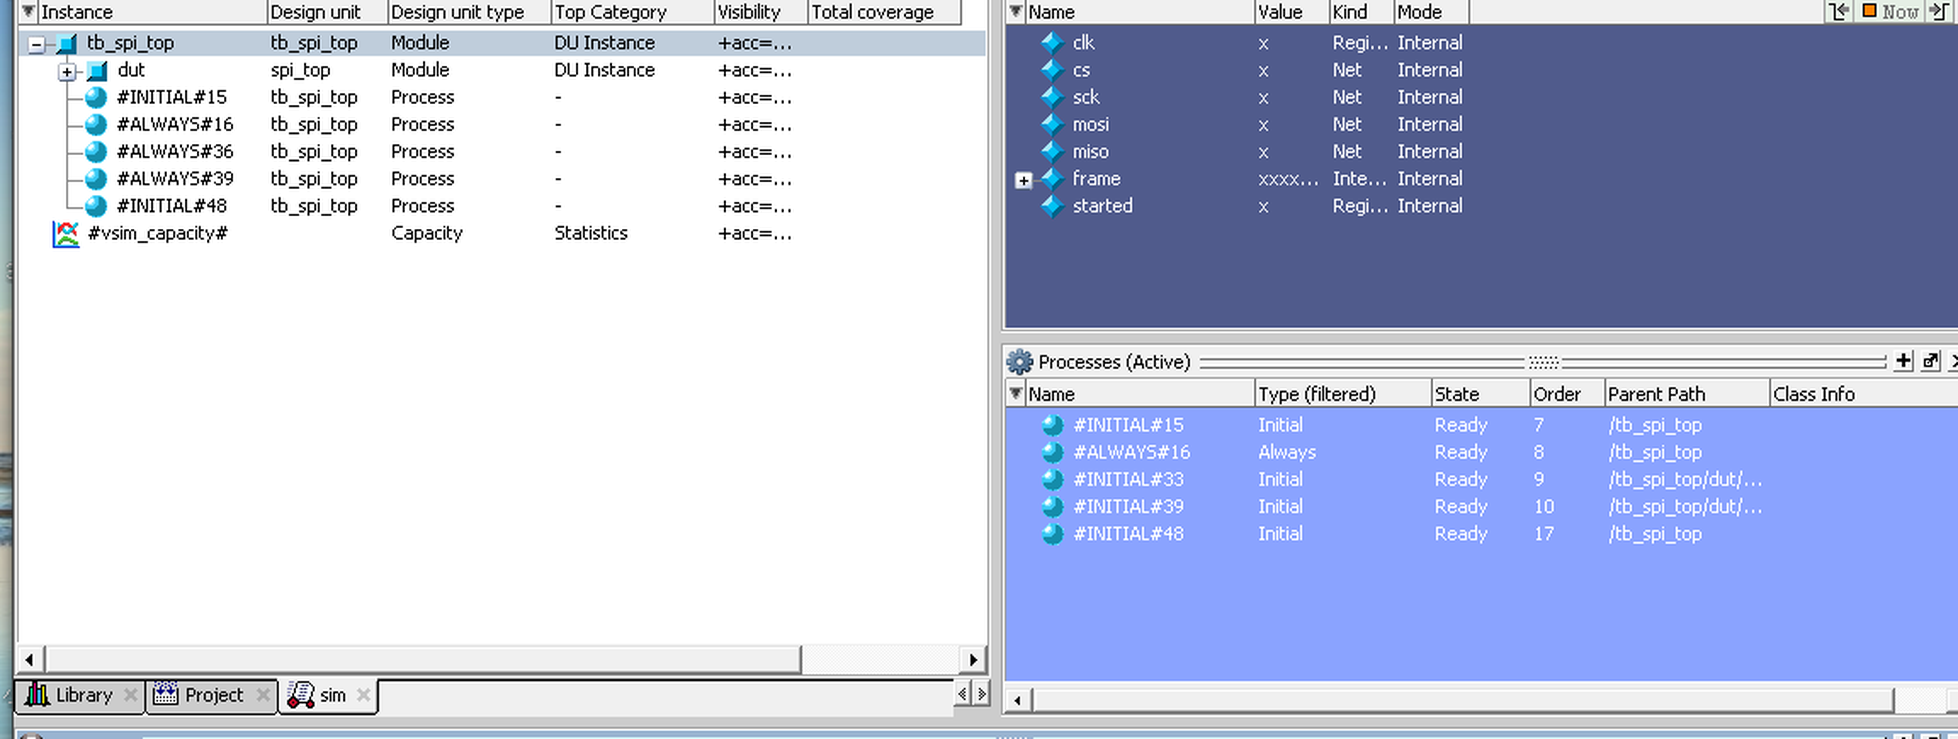 Instance Design unit Design unit type Top Category Visibility Total coverage
tb_spi_top tb_spi_top Module DU Instance +acc=...
dut spi_top Module DU Instance +acc=...
#INITIAL#15 tb_spi_top Process - +acc=...
#ALWAYS#16 tb_spi_top Process - +acc=...
#ALWAYS#36 tb_spi_top Process - +acc=...
#ALWAYS#39 tb_spi_top Process - +acc=...
#INITIAL#48 tb_spi_top Process - +acc=...
#vsim_capacity# Capacity Statistics +acc=...
Library Project sim
Name Value Kind Mode Now
clk x Regi... Internal
cs x Net Internal
sck x Net Internal
mosi x Net Internal
miso x Net Internal
frame xxxx... Inte... Internal
started x Regi... Internal
Processes (Active)
Name Type (filtered) State Order Parent Path Class Info
#INITIAL#15 Initial Ready 7 /tb_spi_top
#ALWAYS#16 Always Ready 8 /tb_spi_top
#INITIAL#33 Initial Ready 9 /tb_spi_top/dut/...
#INITIAL#39 Initial Ready 10 /tb_spi_top/dut/...
#INITIAL#48 Initial Ready 17 /tb_spi_top